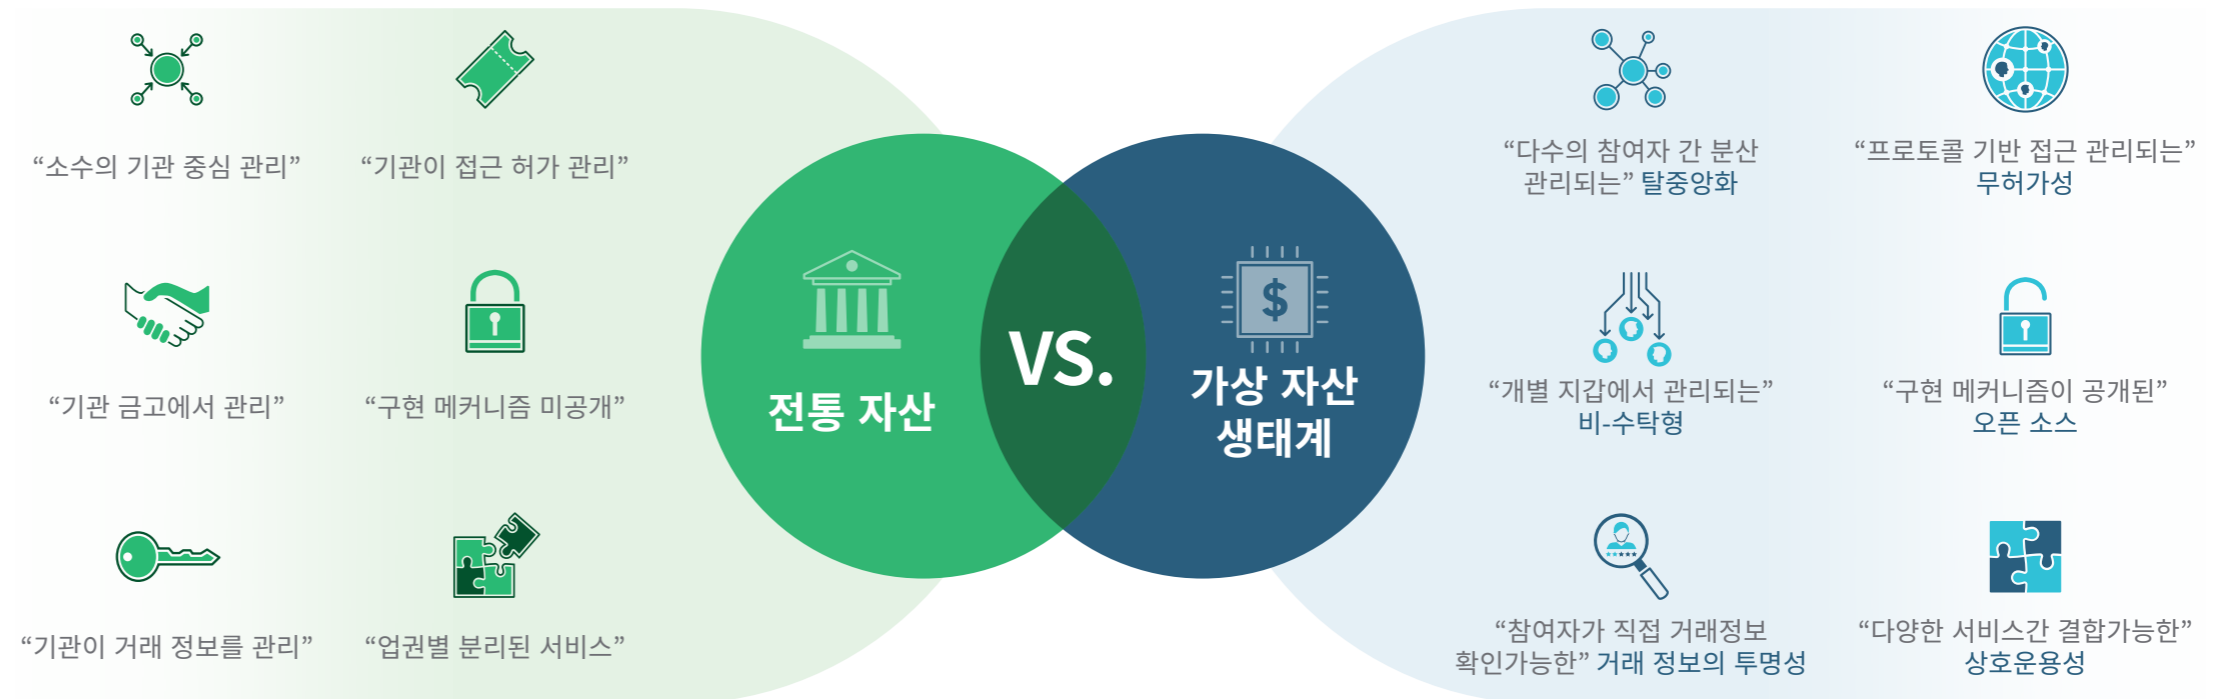 “소수의 기관 중심 관리”
“기관이 접근 허가 관리”
“기관 금고에서 관리”
“구현 메커니즘 미공개”
“기관이 거래 정보를 관리”
“업권별 분리된 서비스”
전통 자산
VS.
$
가상 자산
생태계
“다수의 참여자 간 분산
관리되는” 탈중앙화
“프로토콜 기반 접근 관리되는”
무허가성
“개별 지갑에서 관리되는”
비-수탁형
“구현 메커니즘이 공개된”
오픈 소스
“참여자가 직접 거래정보
확인가능한” 거래 정보의 투명성
“다양한 서비스간 결합가능한”
상호운용성